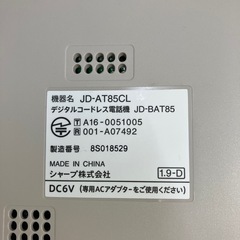 機器名 JD-AT85CL
デジタルコードレス電話機 JD-BAT85
T A16-0051005
R 001-A07492
製造番号 8S018529
MADE IN CHINA
シャープ株式会社 1.9-D
DC6V (専用ACアダプターをご使用ください)